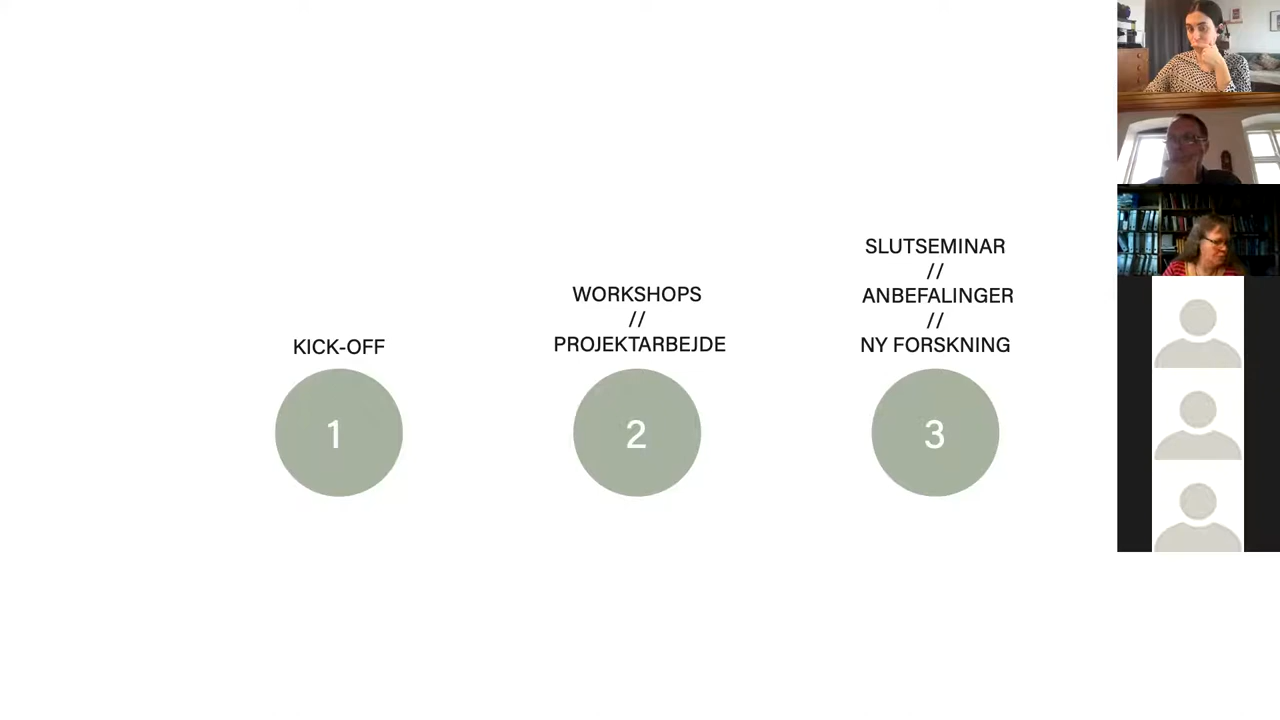 KICK-OFF
1
WORKSHOPS
//
PROJEKTARBEJDE
2
SLUTSEMINAR
//
ANBEFALINGER
//
NY FORSKNING
3